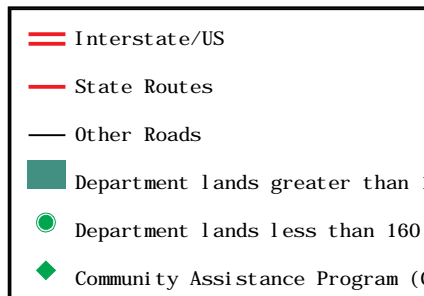 Interstate/US
State Routes
Other Roads
Department lands greater than
Department lands less than 160
Community Assistance Program